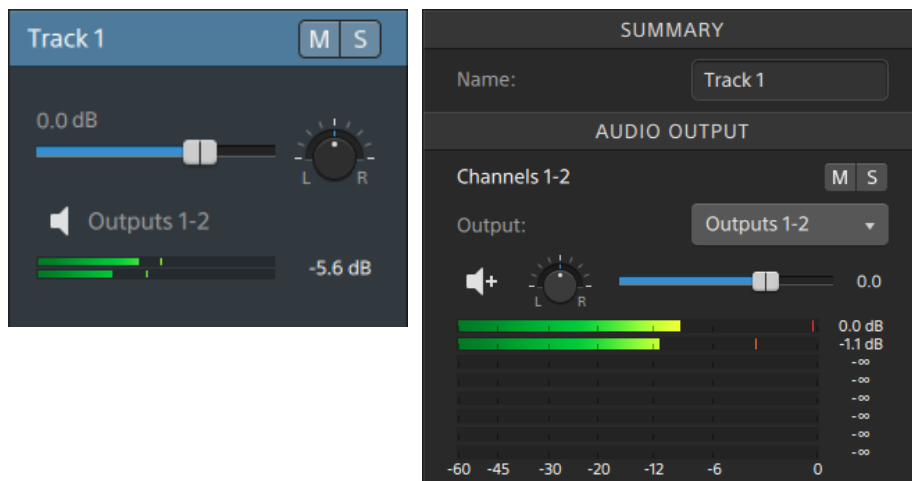 Track 1 M S
0.0 dB
L R
Outputs 1-2
-5.6 dB
SUMMARY
Name: Track 1
AUDIO OUTPUT
Channels 1-2 M S
Output: Outputs 1-2
L R 0.0
0.0 dB
-1.1 dB
-∞
-∞
-∞
-∞
-∞
-∞
-60 -45 -30 -20 -12 -6 0